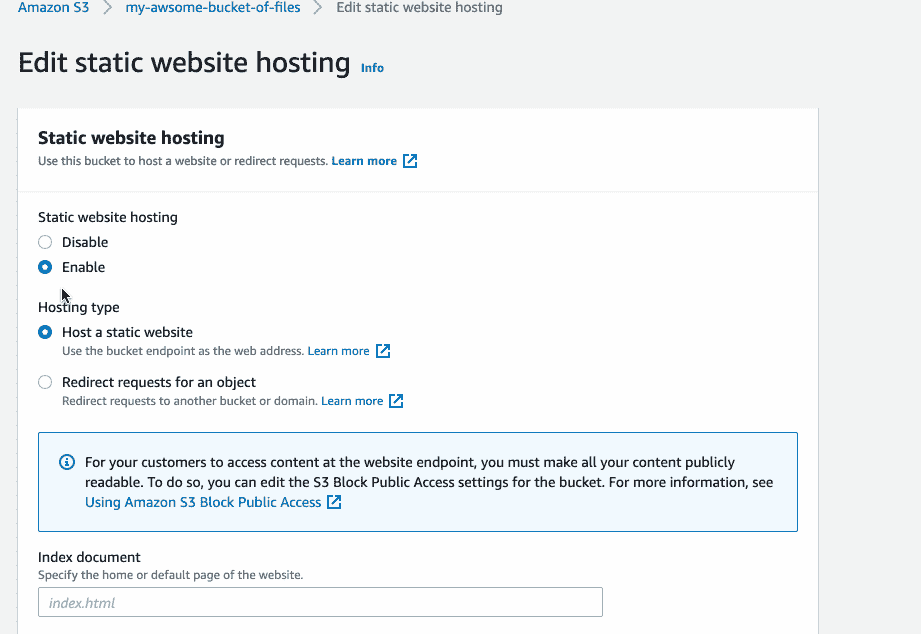 Amazon S3 > my-awsome-bucket-of-files > Edit static website hosting
Edit static website hosting Info
Static website hosting
Use this bucket to host a website or redirect requests. Learn more
Static website hosting
Disable
Enable
Hosting type
Host a static website
Use the bucket endpoint as the web address. Learn more
Redirect requests for an object
Redirect requests to another bucket or domain. Learn more
For your customers to access content at the website endpoint, you must make all your content publicly
readable. To do so, you can edit the S3 Block Public Access settings for the bucket. For more information, see
Using Amazon S3 Block Public Access
Index document
Specify the home or default page of the website.
index.html